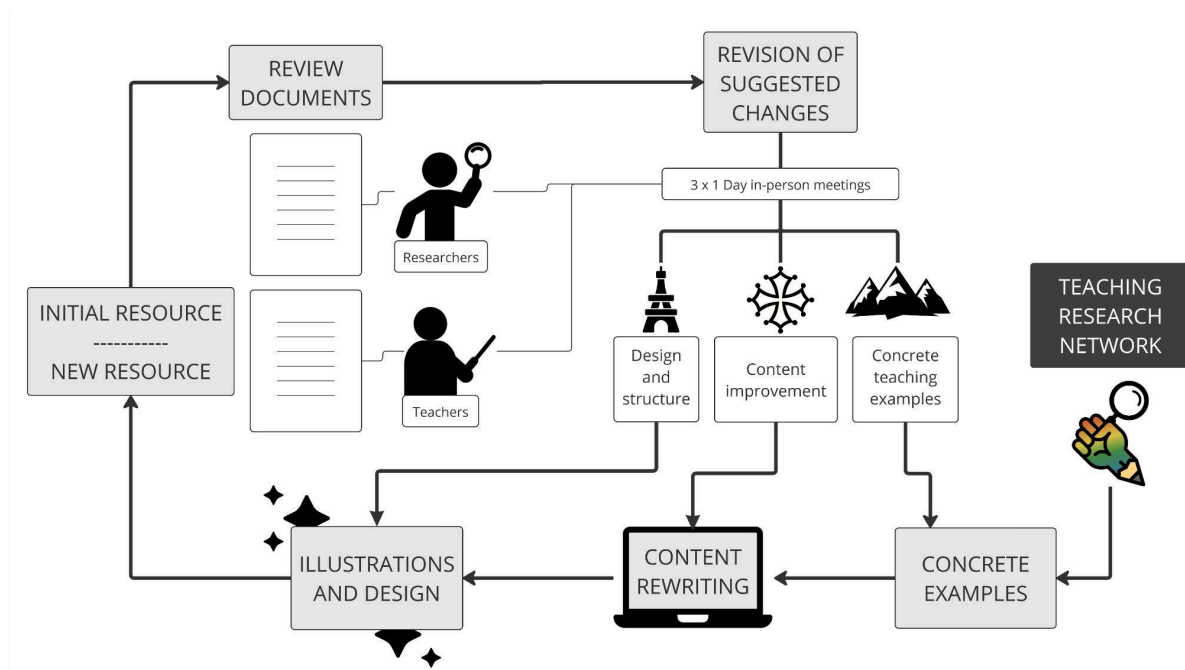 REVIEW
DOCUMENTS
REVISION OF
SUGGESTED
CHANGES
3 x 1 Day in-person meetings
Researchers
INITIAL RESOURCE
-----------
NEW RESOURCE
Teachers
Design
and
structure
Content
improvement
Concrete
teaching
examples
TEACHING
RESEARCH
NETWORK
ILLUSTRATIONS
AND DESIGN
CONTENT
REWRITING
CONCRETE
EXAMPLES